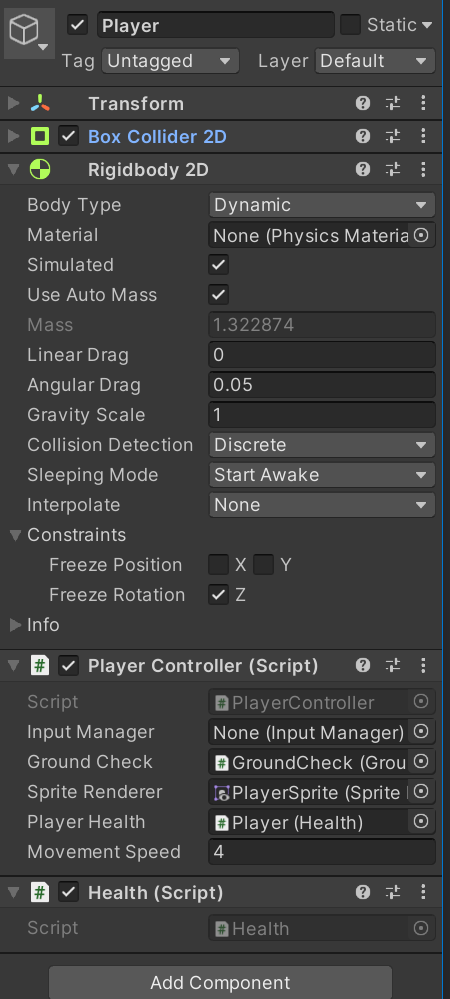 Player Static
Tag Untagged Layer Default
Transform
Box Collider 2D
Rigidbody 2D
Body Type Dynamic
Material None (Physics Materia
Simulated
Use Auto Mass
Mass 1.322874
Linear Drag 0
Angular Drag 0.05
Gravity Scale 1
Collision Detection Discrete
Sleeping Mode Start Awake
Interpolate None
Constraints
Freeze Position X Y
Freeze Rotation Z
Info
# Player Controller (Script)
Script # PlayerController
Input Manager None (Input Manager)
Ground Check # GroundCheck (Grou
Sprite Renderer PlayerSprite (Sprite
Player Health # Player (Health)
Movement Speed 4
# Health (Script)
Script # Health
Add Component